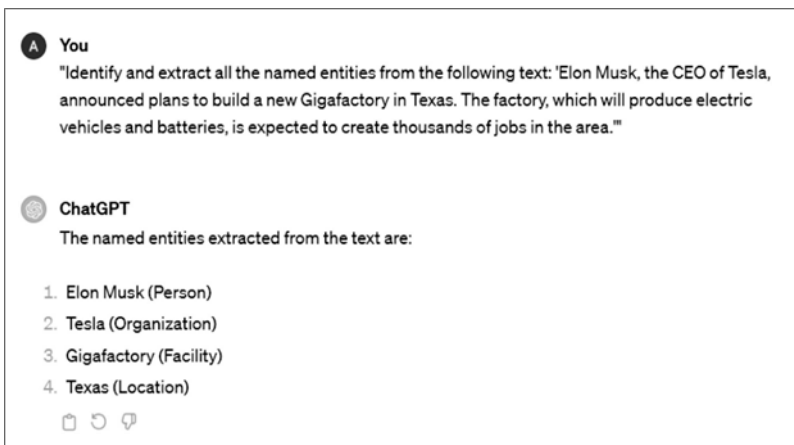 A You
"Identify and extract all the named entities from the following text: 'Elon Musk, the CEO of Tesla,
announced plans to build a new Gigafactory in Texas. The factory, which will produce electric
vehicles and batteries, is expected to create thousands of jobs in the area.'"
ChatGPT
The named entities extracted from the text are:
1. Elon Musk (Person)
2. Tesla (Organization)
3. Gigafactory (Facility)
4. Texas (Location)